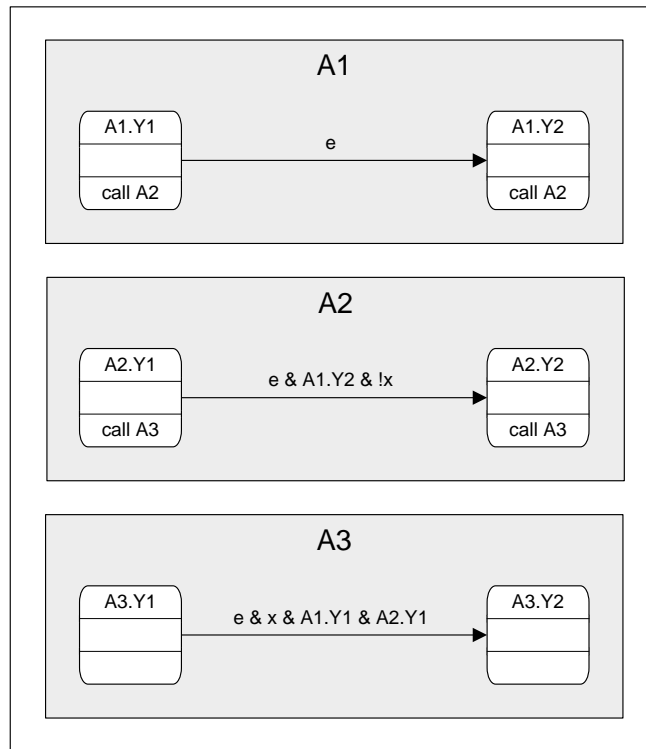 A1
A1.Y1
e
A1.Y2
call A2
call A2
A2
A2.Y1
e & A1.Y2 & !x
A2.Y2
call A3
call A3
A3
A3.Y1
e & x & A1.Y1 & A2.Y1
A3.Y2